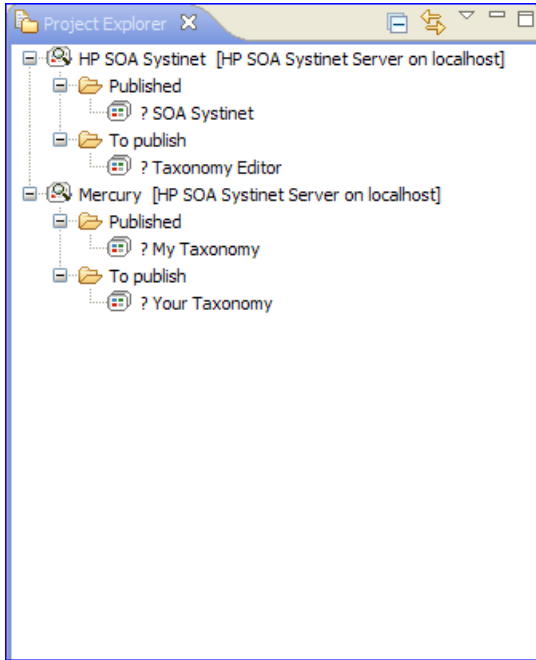 Project Explorer
HP SOA Systinet [HP SOA Systinet Server on localhost]
Published
? SOA Systinet
To publish
? Taxonomy Editor
Mercury [HP SOA Systinet Server on localhost]
Published
? My Taxonomy
To publish
? Your Taxonomy